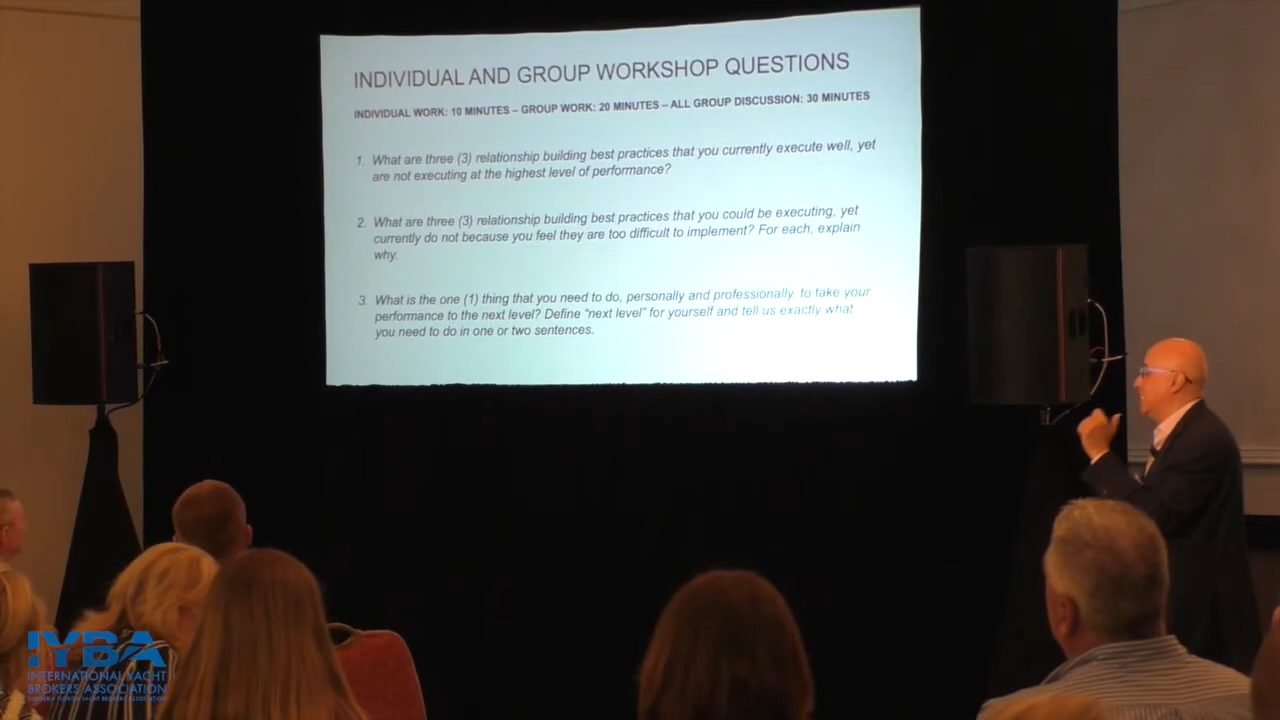 INDIVIDUAL AND GROUP WORKSHOP QUESTIONS
INDIVIDUAL WORK: 10 MINUTES – GROUP WORK: 20 MINUTES – ALL GROUP DISCUSSION: 30 MINUTES
1. What are three (3) relationship building best practices that you currently execute well, yet
are not executing at the highest level of performance?
2. What are three (3) relationship building best practices that you could be executing, yet
currently do not because you feel they are too difficult to implement? For each, explain
why.
3. What is the one (1) thing that you need to do, personally and professionally to take your
performance to the next level? Define “next level” for yourself and tell us exactly what
you need to do in one or two sentences.
IYBA
INTERNATIONAL YACHT
BROKERS ASSOCIATION
FORMERLY FLORIDA YACHT BROKERS ASSOCIATION